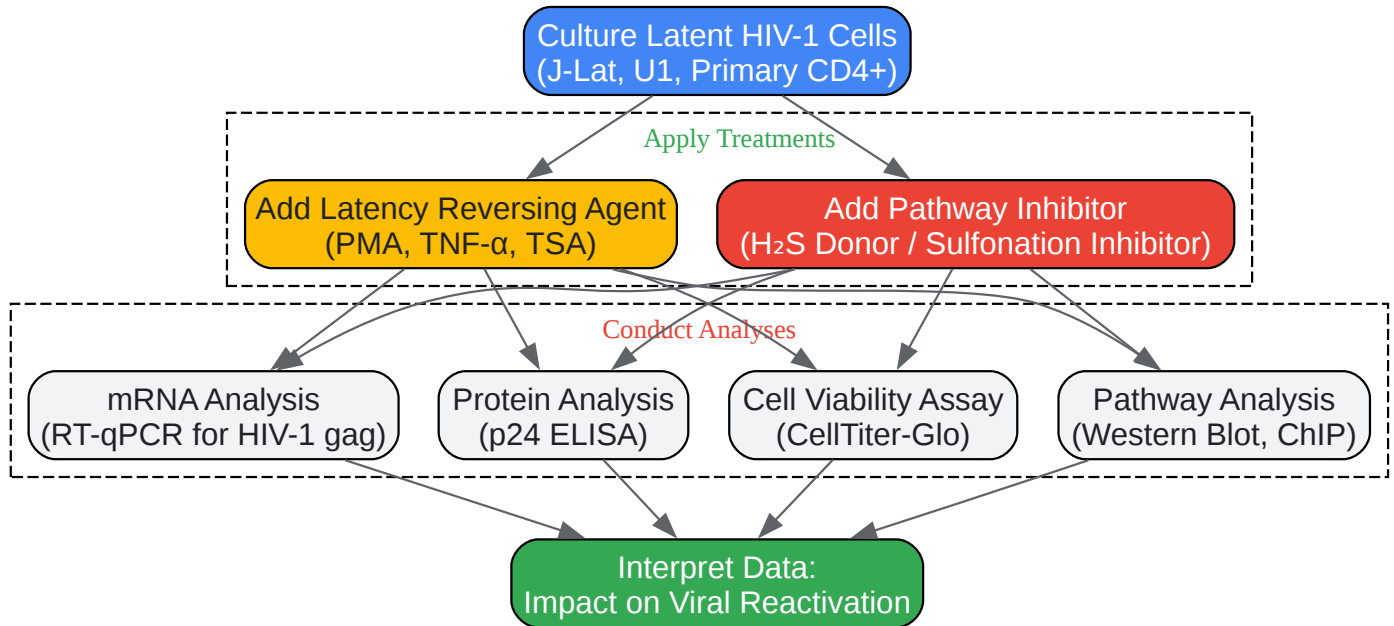 Culture Latent HIV-1 Cells
(J-Lat, U1, Primary CD4+)
Apply Treatments
Add Latency Reversing Agent
(PMA, TNF-α, TSA)
Add Pathway Inhibitor
(H₂S Donor / Sulfonation Inhibitor)
Conduct Analyses
mRNA Analysis
(RT-qPCR for HIV-1 gag)
Protein Analysis
(p24 ELISA)
Cell Viability Assay
(CellTiter-Glo)
Pathway Analysis
(Western Blot, ChIP)
Interpret Data:
Impact on Viral Reactivation